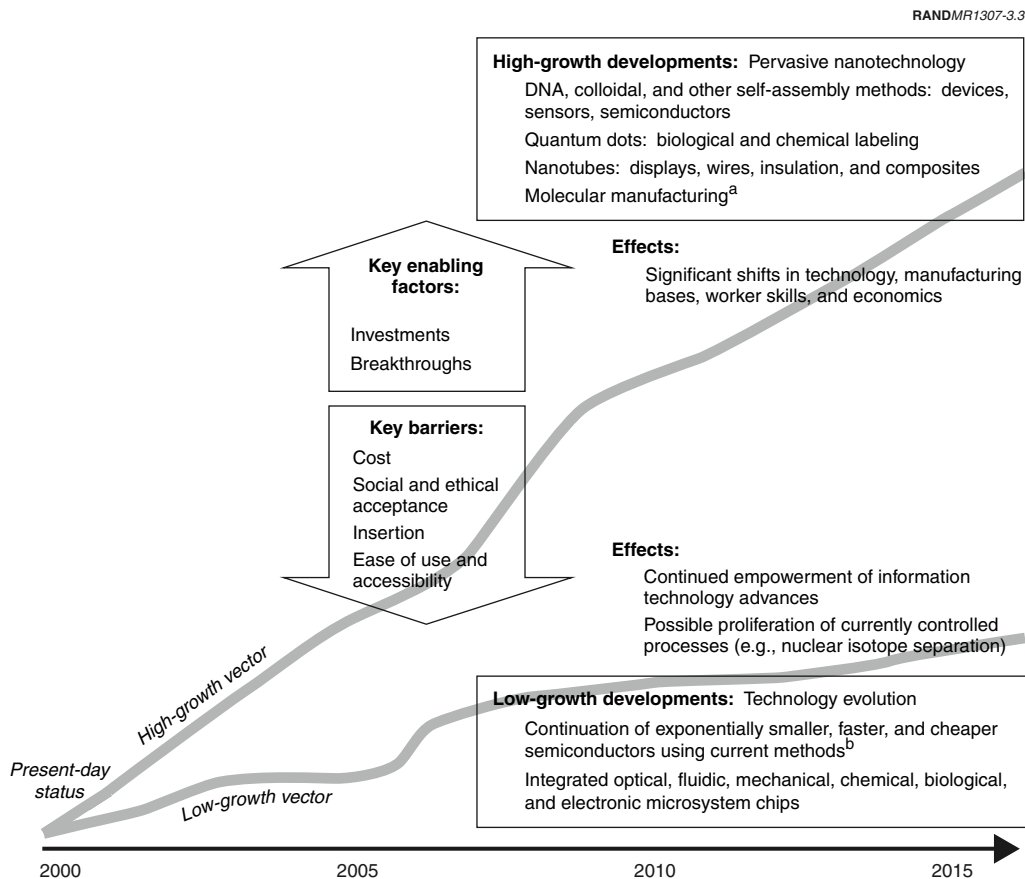 RANDMR1307-3.3
High-growth developments: Pervasive nanotechnology
DNA, colloidal, and other self-assembly methods: devices,
sensors, semiconductors
Quantum dots: biological and chemical labeling
Nanotubes: displays, wires, insulation, and composites
Molecular manufacturinga
Effects:
Significant shifts in technology, manufacturing
bases, worker skills, and economics
Key enabling
factors:
Investments
Breakthroughs
Key barriers:
Cost
Social and ethical
acceptance
Insertion
Ease of use and
accessibility
Effects:
Continued empowerment of information
technology advances
Possible proliferation of currently controlled
processes (e.g., nuclear isotope separation)
Low-growth developments: Technology evolution
Continuation of exponentially smaller, faster, and cheaper
semiconductors using current methodsb
Integrated optical, fluidic, mechanical, chemical, biological,
and electronic microsystem chips
High-growth vector
Present-day
status
Low-growth vector
2000 2005 2010 2015